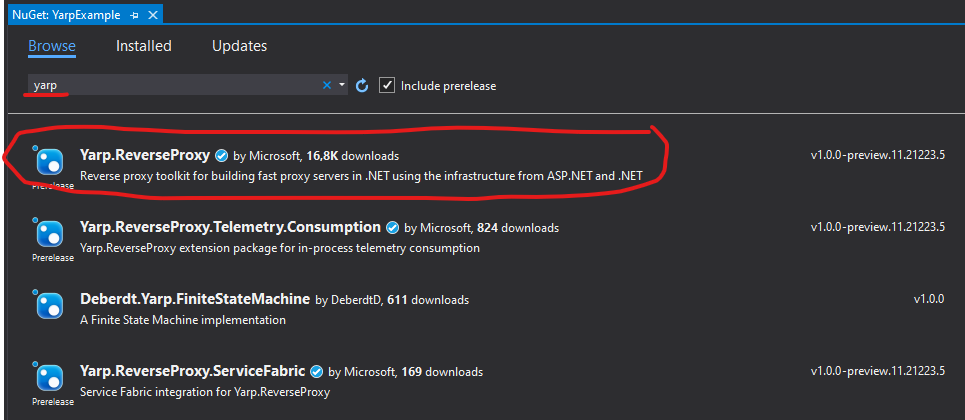 NuGet: YarpExample
Browse Installed Updates
yarp Include prerelease
Yarp.ReverseProxy by Microsoft, 16,8K downloads v1.0.0-preview.11.21223.5
Reverse proxy toolkit for building fast proxy servers in .NET using the infrastructure from ASP.NET and .NET
Prerelease
Yarp.ReverseProxy.Telemetry.Consumption by Microsoft, 824 downloads v1.0.0-preview.11.21223.5
Yarp.ReverseProxy extension package for in-process telemetry consumption
Prerelease
Deberdt.Yarp.FiniteStateMachine by DeberdtD, 611 downloads v1.0.0
A Finite State Machine implementation
Yarp.ReverseProxy.ServiceFabric by Microsoft, 169 downloads v1.0.0-preview.11.21223.5
Service Fabric integration for Yarp.ReverseProxy
Prerelease